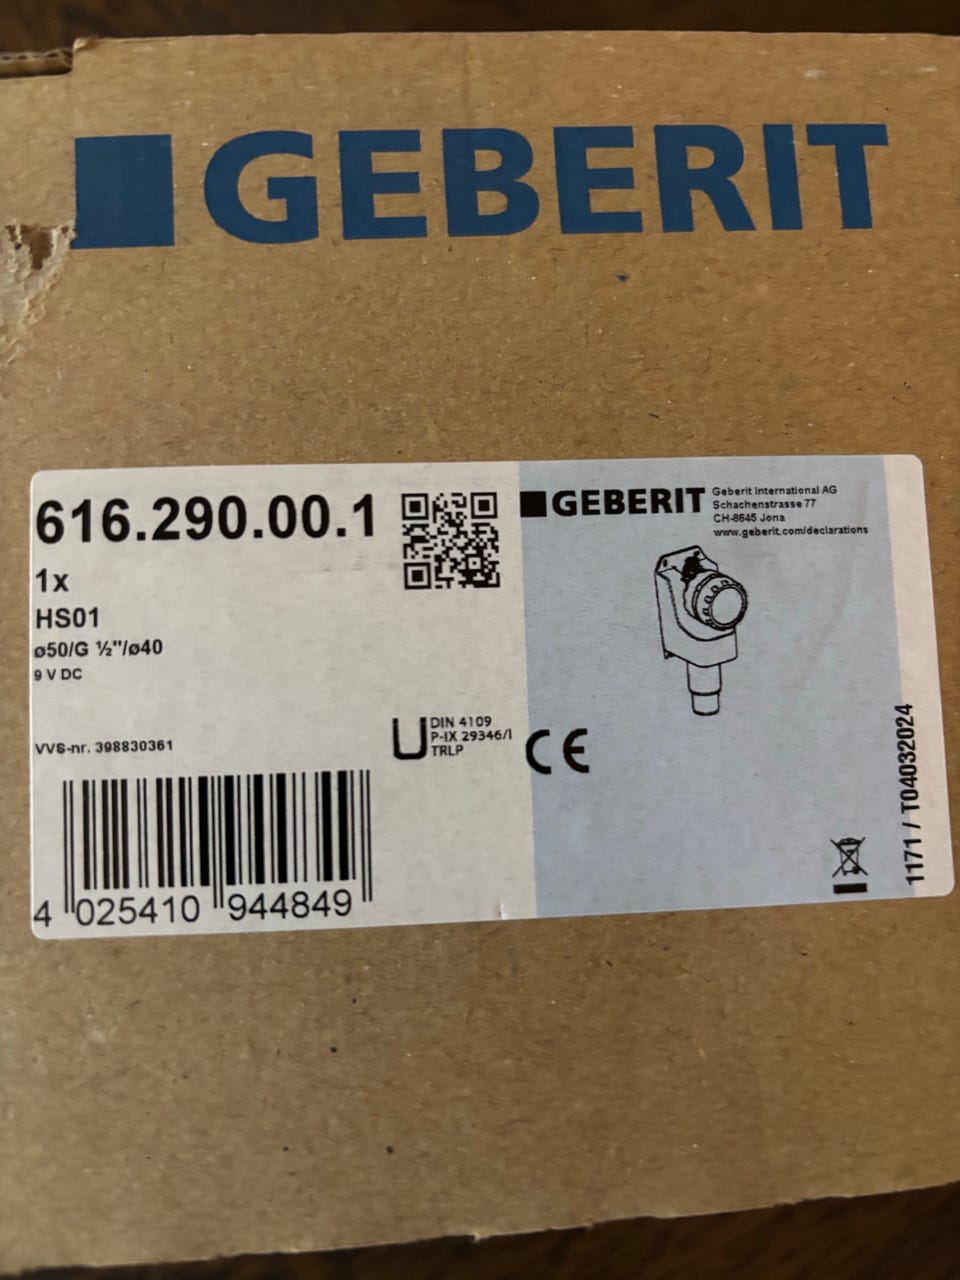 GEBERIT
616.290.00.1
1x
HS01
ø50/G ½"/ø40
9 V DC
VVS-nr. 398830361
4 025410 944849
DIN 4109
P-IX 29346/I
TRLP
CE
GEBERIT
Geberit International AG
Schachenstrasse 77
CH-8645 Jona
www.geberit.com/declarations
1171 / T04032024